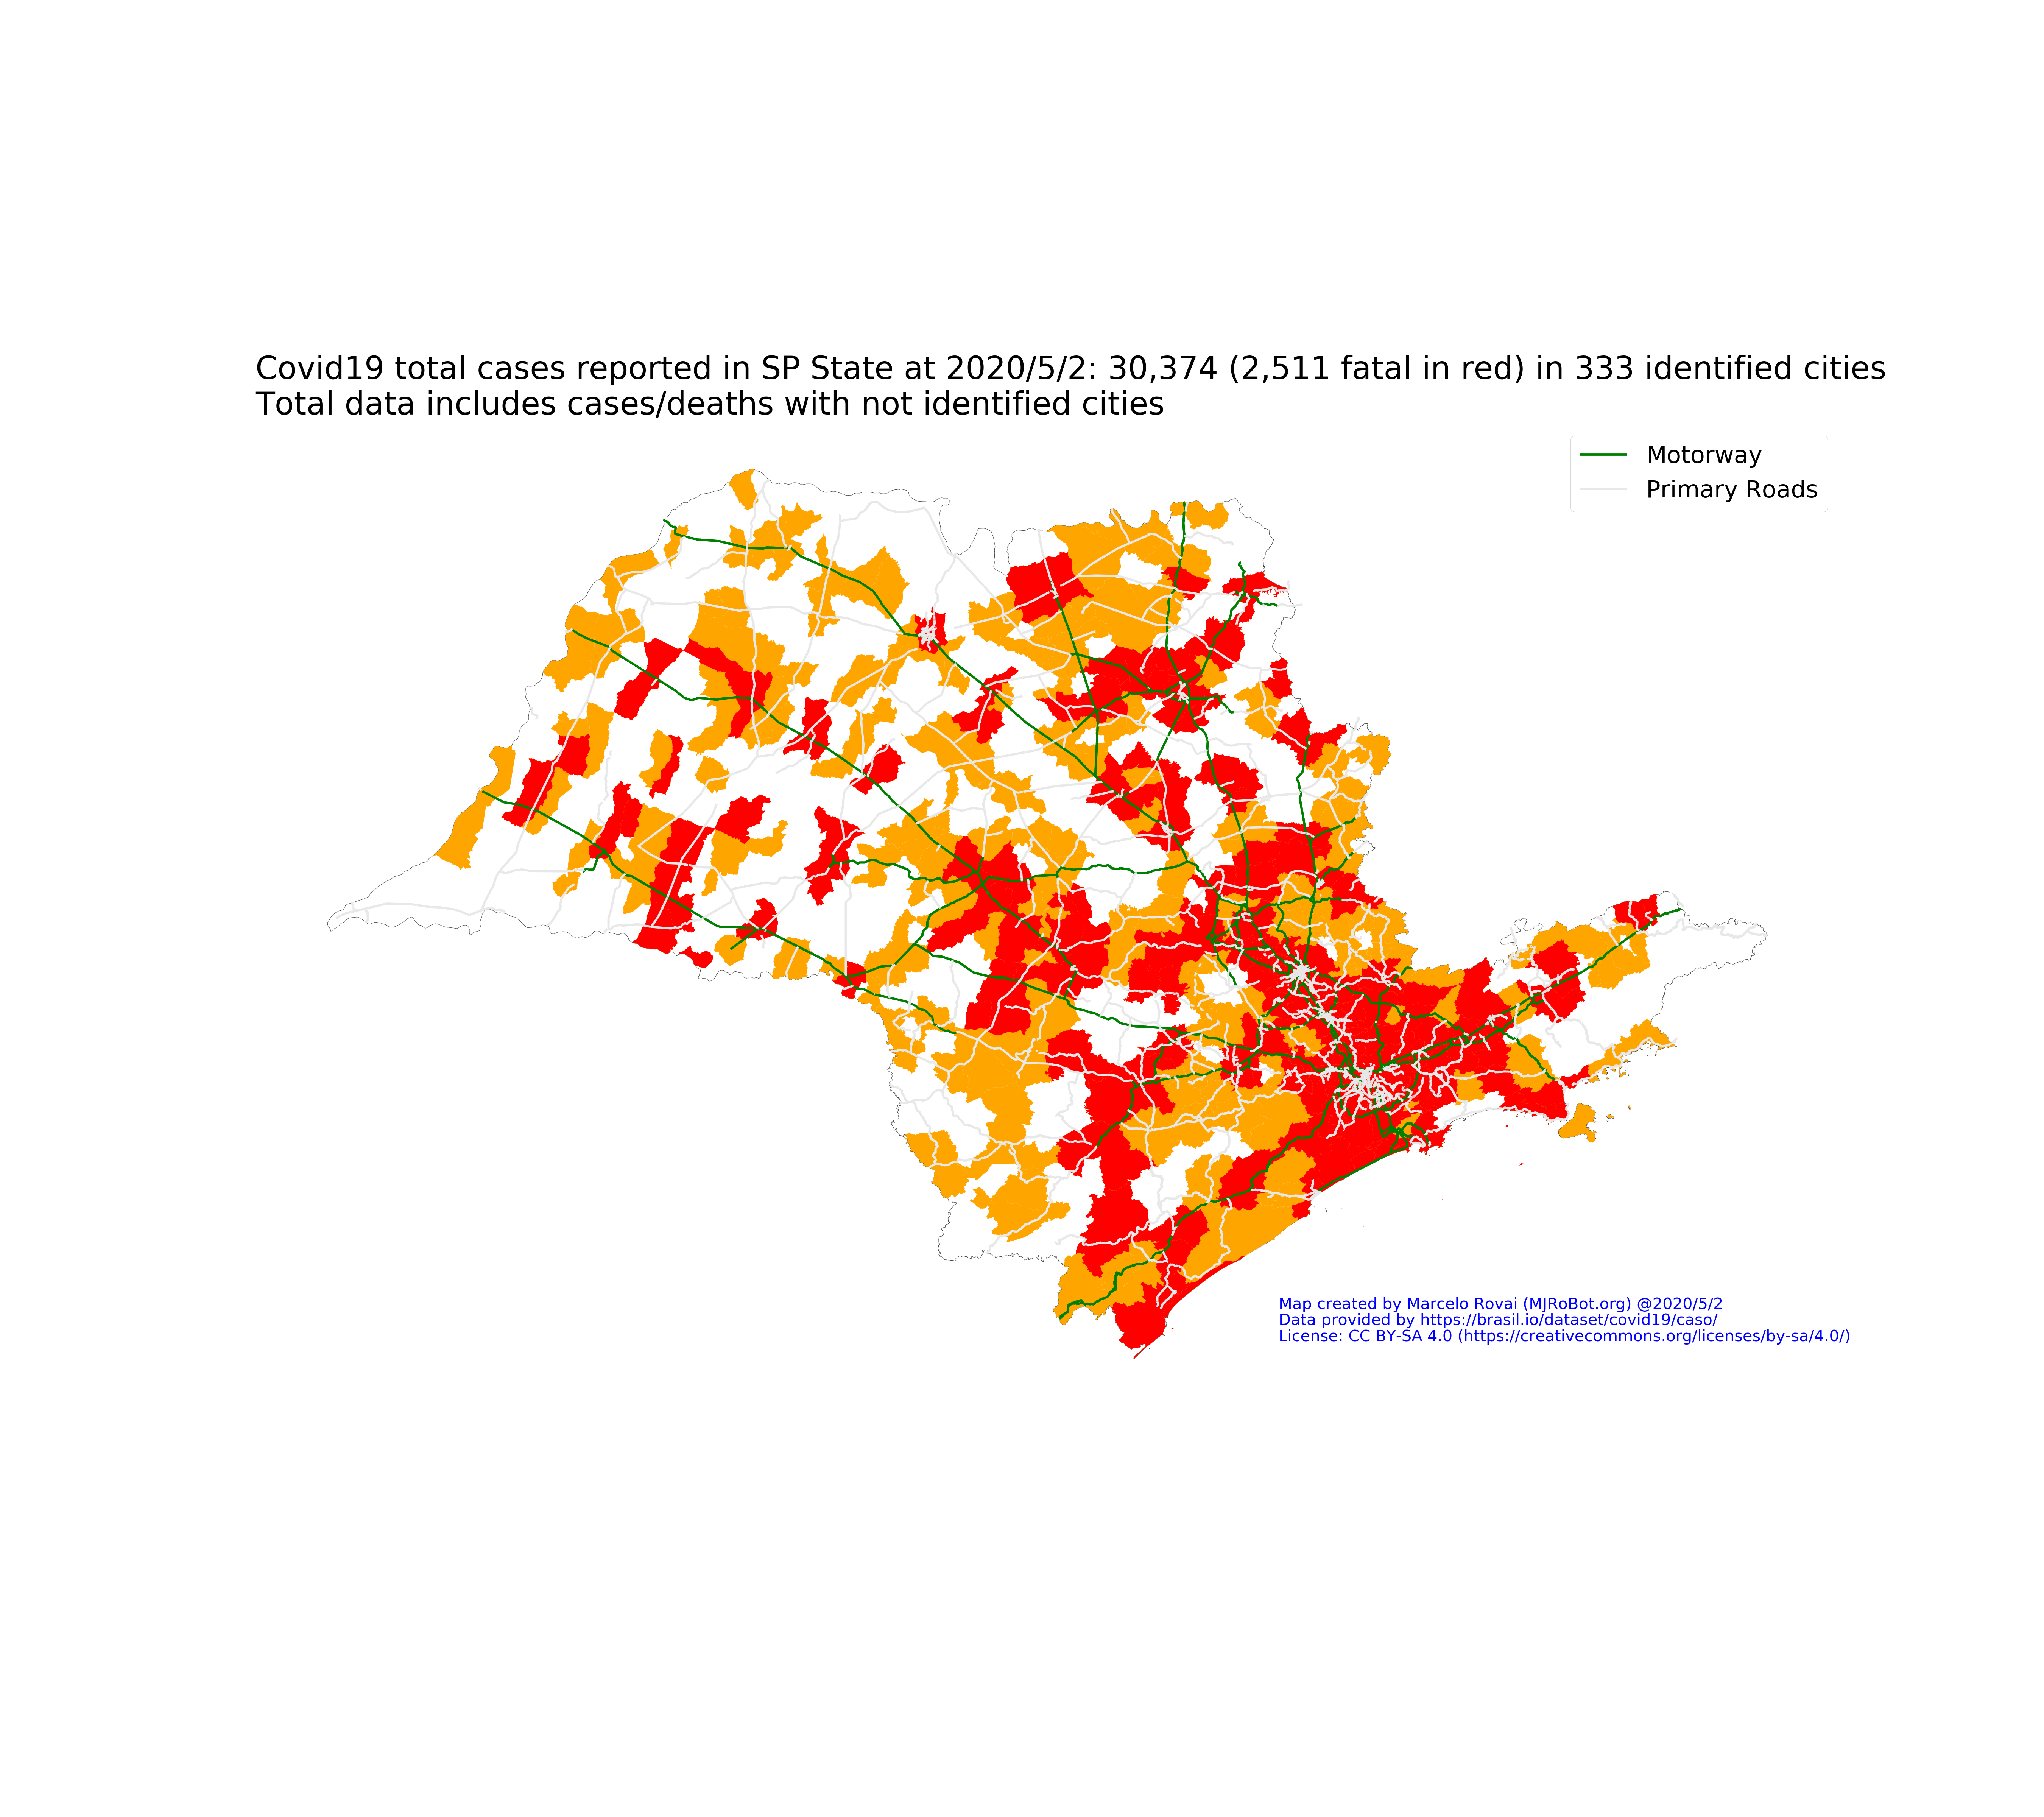 Covid19 total cases reported in SP State at 2020/5/2: 30,374 (2,511 fatal in red) in 333 identified cities
Total data includes cases/deaths with not identified cities
Motorway
Primary Roads
Map created by Marcelo Rovai (MJRoBot.org) @2020/5/2
Data provided by https://brasil.io/dataset/covid19/caso/
License: CC BY-SA 4.0 (https://creativecommons.org/licenses/by-sa/4.0/)